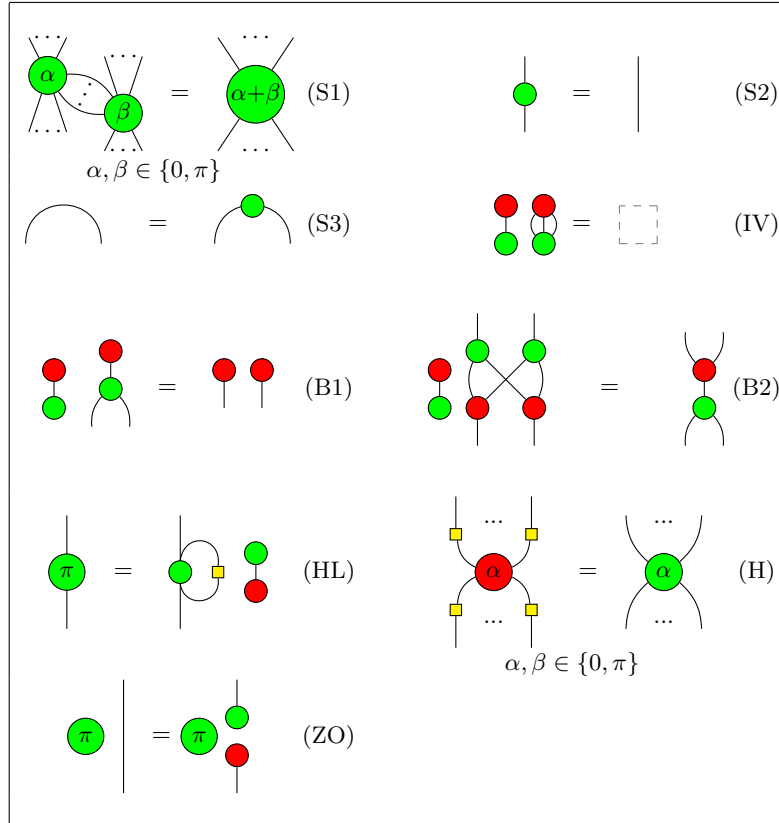 ··· ···
α = α+β (S1) = (S2)
β
··· ··· ···
α, β ∈ {0, π}
= (S3) = (IV)
= (B1) = (B2)
... ...
π = (HL) α = α (H)
... ...
α, β ∈ {0, π}
π = π (ZO)